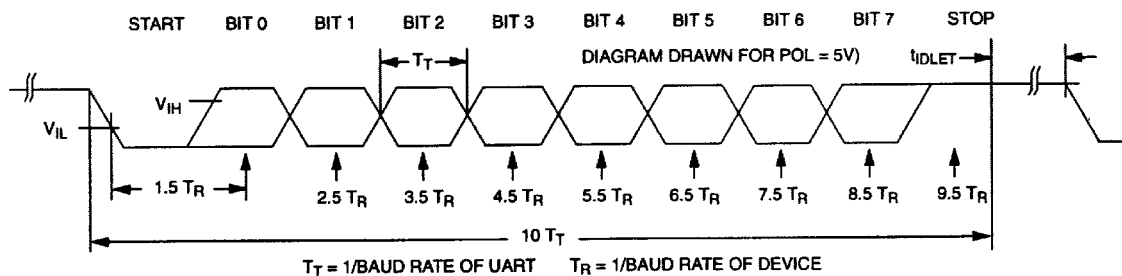 START BIT 0 BIT 1 BIT 2 BIT 3 BIT 4 BIT 5 BIT 6 BIT 7 STOP
T_T DIAGRAM DRAWN FOR POL = 5V) t_IDLET
V_IH
V_IL
1.5 T_R 2.5 T_R 3.5 T_R 4.5 T_R 5.5 T_R 6.5 T_R 7.5 T_R 8.5 T_R 9.5 T_R
10 T_T
T_T = 1/BAUD RATE OF UART T_R = 1/BAUD RATE OF DEVICE